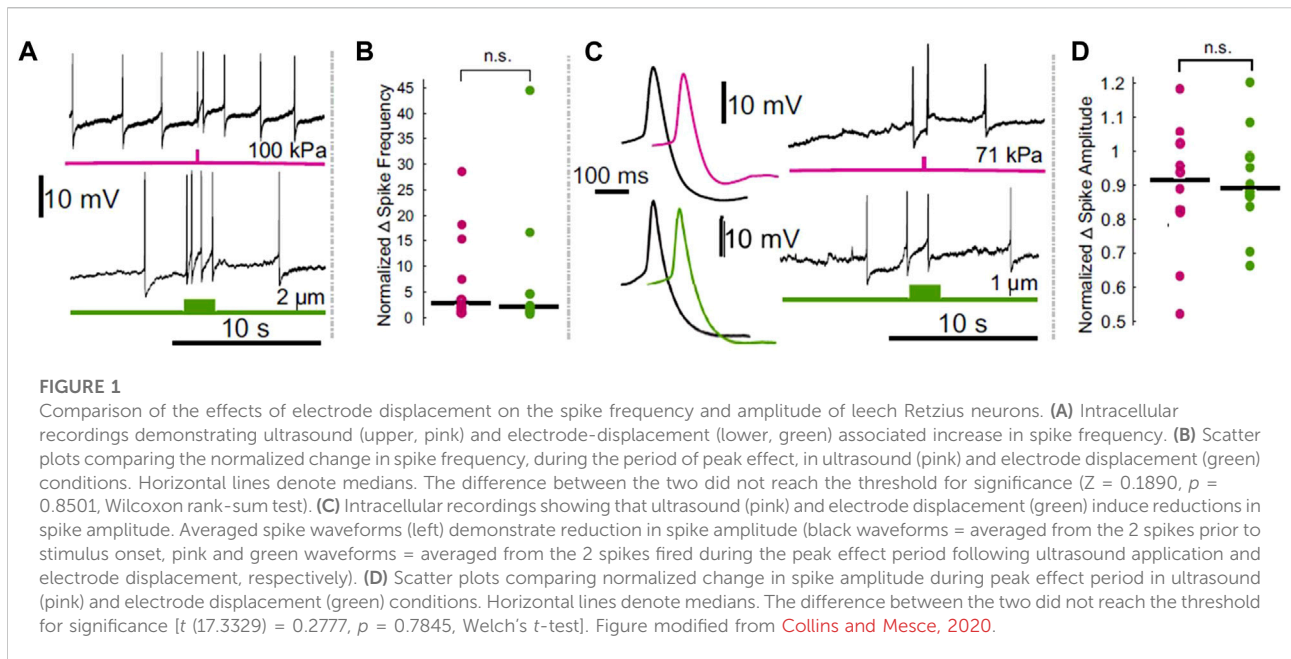 A
100 kPa
10 mV
2 µm
10 s
B
n.s.
Normalized Δ Spike Frequency
45
35
30
25
20
15
10
5
0
C
10 mV
100 ms
10 mV
71 kPa
1 µm
10 s
D
n.s.
Normalized Δ Spike Amplitude
1.2
1.1
1
0.9
0.8
0.7
0.6
0.5
FIGURE 1
Comparison of the effects of electrode displacement on the spike frequency and amplitude of leech Retzius neurons. (A) Intracellular
recordings demonstrating ultrasound (upper, pink) and electrode-displacement (lower, green) associated increase in spike frequency. (B) Scatter
plots comparing the normalized change in spike frequency, during the period of peak effect, in ultrasound (pink) and electrode displacement (green)
conditions. Horizontal lines denote medians. The difference between the two did not reach the threshold for significance (Z = 0.1890, p =
0.8501, Wilcoxon rank-sum test). (C) Intracellular recordings showing that ultrasound (pink) and electrode displacement (green) induce reductions in
spike amplitude. Averaged spike waveforms (left) demonstrate reduction in spike amplitude (black waveforms = averaged from the 2 spikes prior to
stimulus onset, pink and green waveforms = averaged from the 2 spikes fired during the peak effect period following ultrasound application and
electrode displacement, respectively). (D) Scatter plots comparing normalized change in spike amplitude during peak effect period in ultrasound
(pink) and electrode displacement (green) conditions. Horizontal lines denote medians. The difference between the two did not reach the threshold
for significance [t (17.3329) = 0.2777, p = 0.7845, Welch's t-test]. Figure modified from Collins and Mesce, 2020.